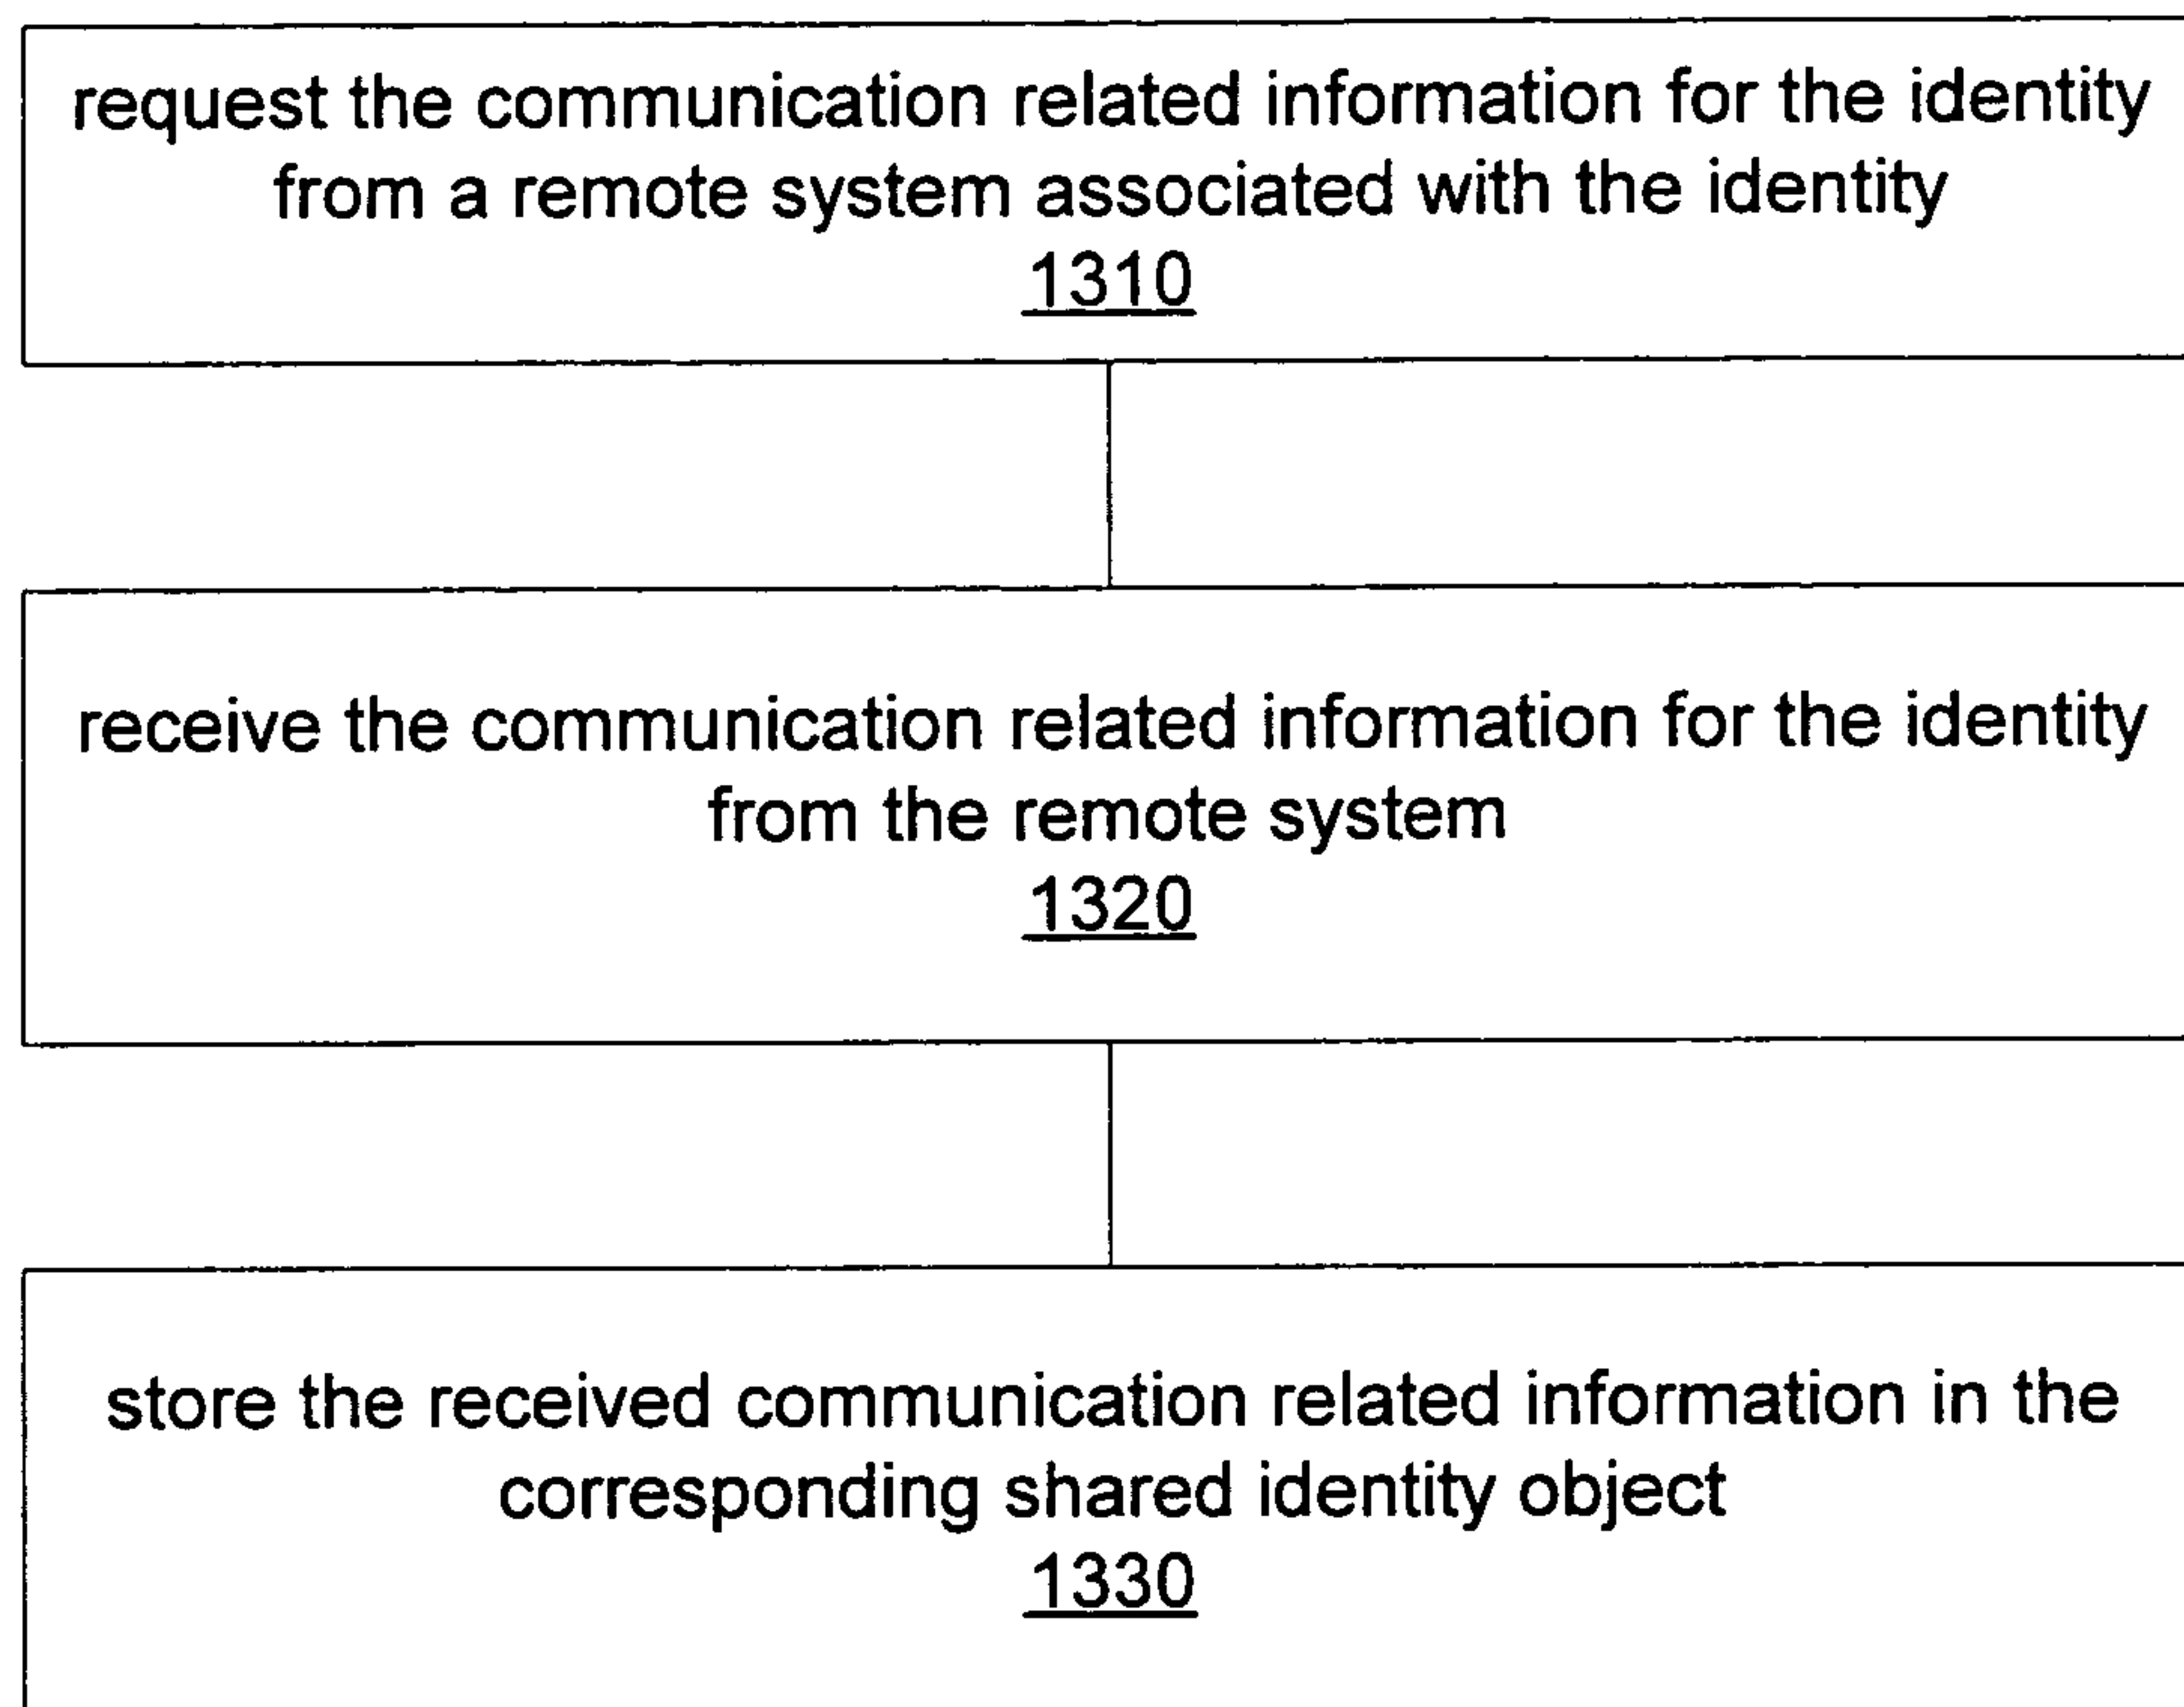 request the communication related information for the identity
from a remote system associated with the identity
1310
receive the communication related information for the identity
from the remote system
1320
store the received communication related information in the
corresponding shared identity object
1330